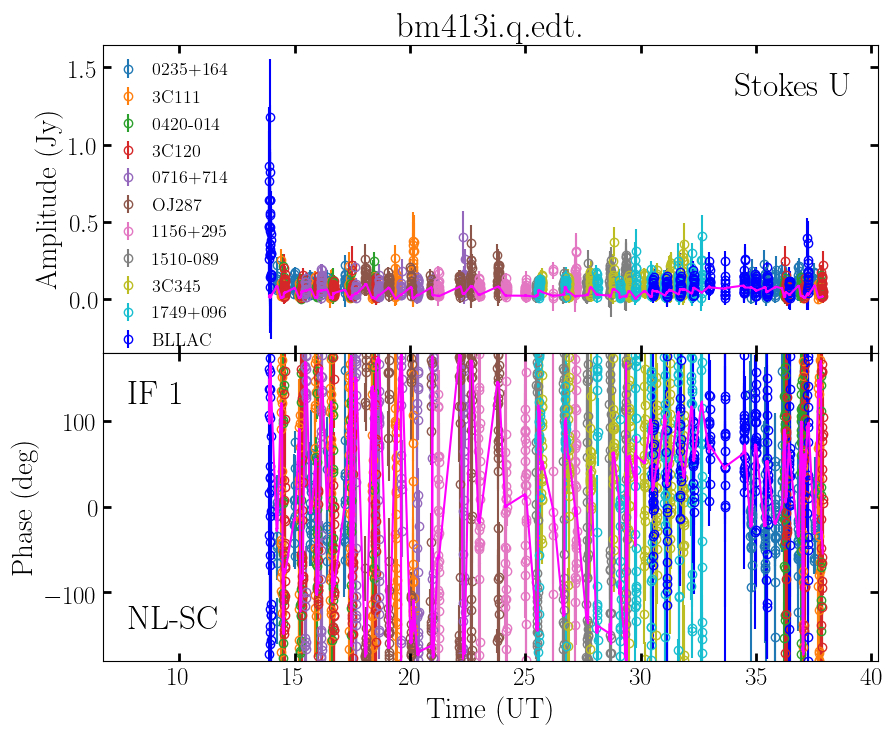 bm413i.q.edt.
Stokes U
Amplitude (Jy)
1.5
1.0
0.5
0.0
0235+164
3C111
0420-014
3C120
0716+714
OJ287
1156+295
1510-089
3C345
1749+096
BLLAC
IF 1
NL-SC
Phase (deg)
100
0
−100
10 15 20 25 30 35 40
Time (UT)